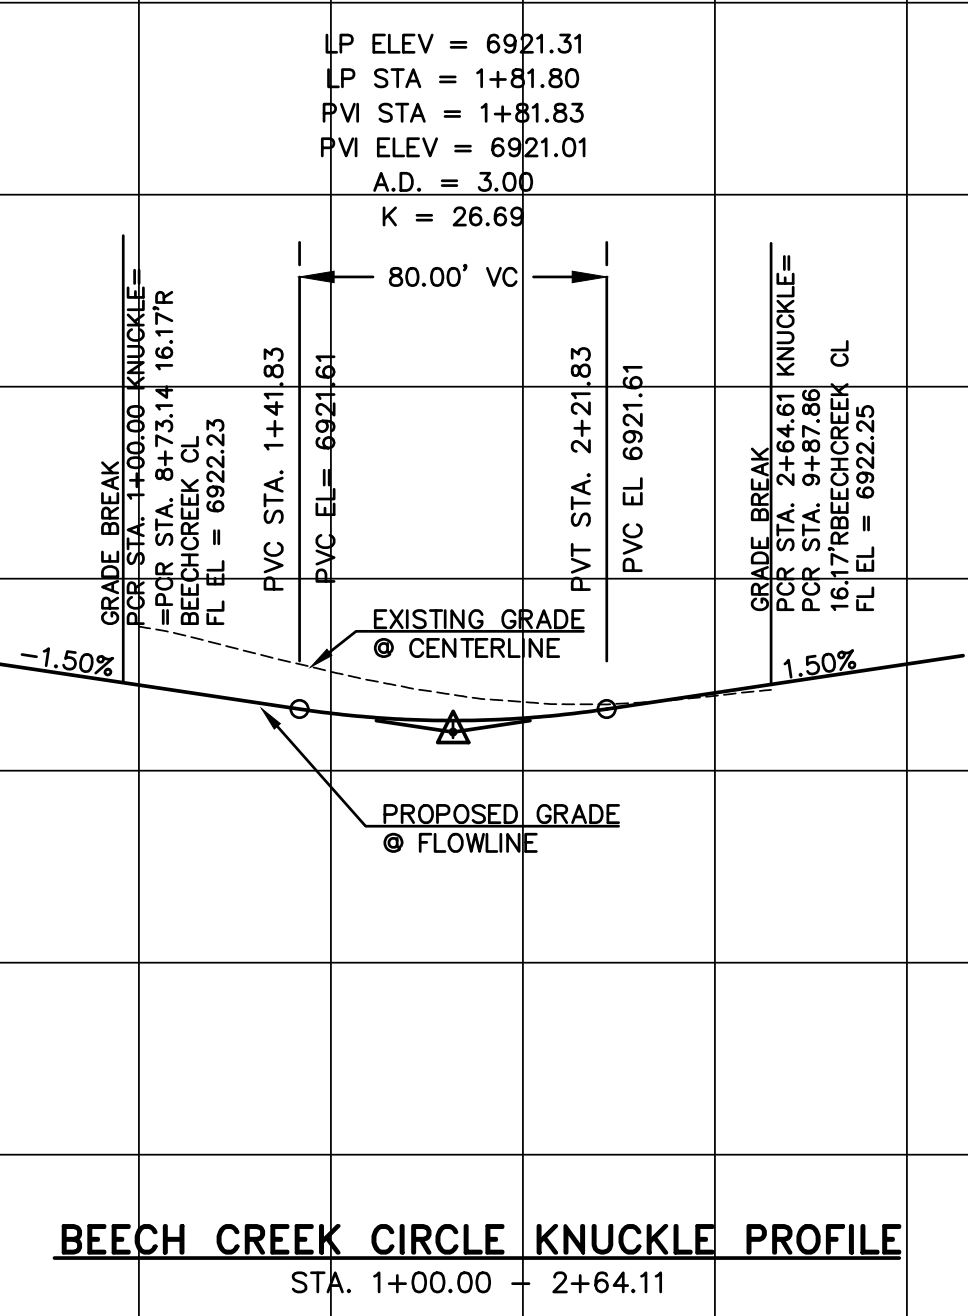 LP ELEV = 6921.31
LP STA = 1+81.80
PVI STA = 1+81.83
PVI ELEV = 6921.01
A.D. = 3.00
K = 26.69
80.00' VC
GRADE BREAK
PCR STA. 1+00.00 KNUCKLE=
=PCR STA. 8+73.14 16.17'R
BEECHCREEK CL
FL EL = 6922.23
PVC STA. 1+41.83
PVC EL= 6921.61
PVT STA. 2+21.83
PVC EL 6921.61
GRADE BREAK
PCR STA. 2+64.61 KNUCKLE=
PCR STA. 9+87.86
16.17'RBEECHCREEK CL
FL EL = 6922.25
EXISTING GRADE
@ CENTERLINE
-1.50%
1.50%
PROPOSED GRADE
@ FLOWLINE
BEECH CREEK CIRCLE KNUCKLE PROFILE
STA. 1+00.00 - 2+64.11